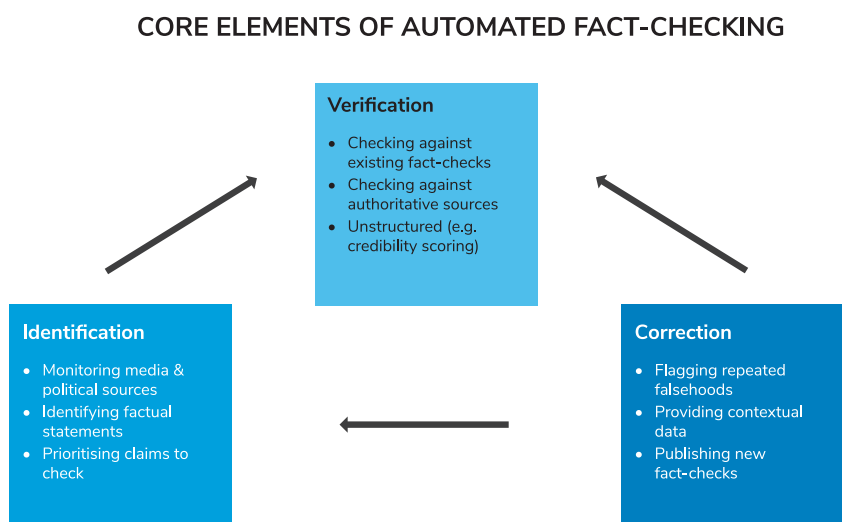 CORE ELEMENTS OF AUTOMATED FACT-CHECKING
Verification
• Checking against
existing fact-checks
• Checking against
authoritative sources
• Unstructured (e.g.
credibility scoring)
Identification
• Monitoring media &
political sources
• Identifying factual
statements
• Prioritising claims to
check
Correction
• Flagging repeated
falsehoods
• Providing contextual
data
• Publishing new
fact-checks